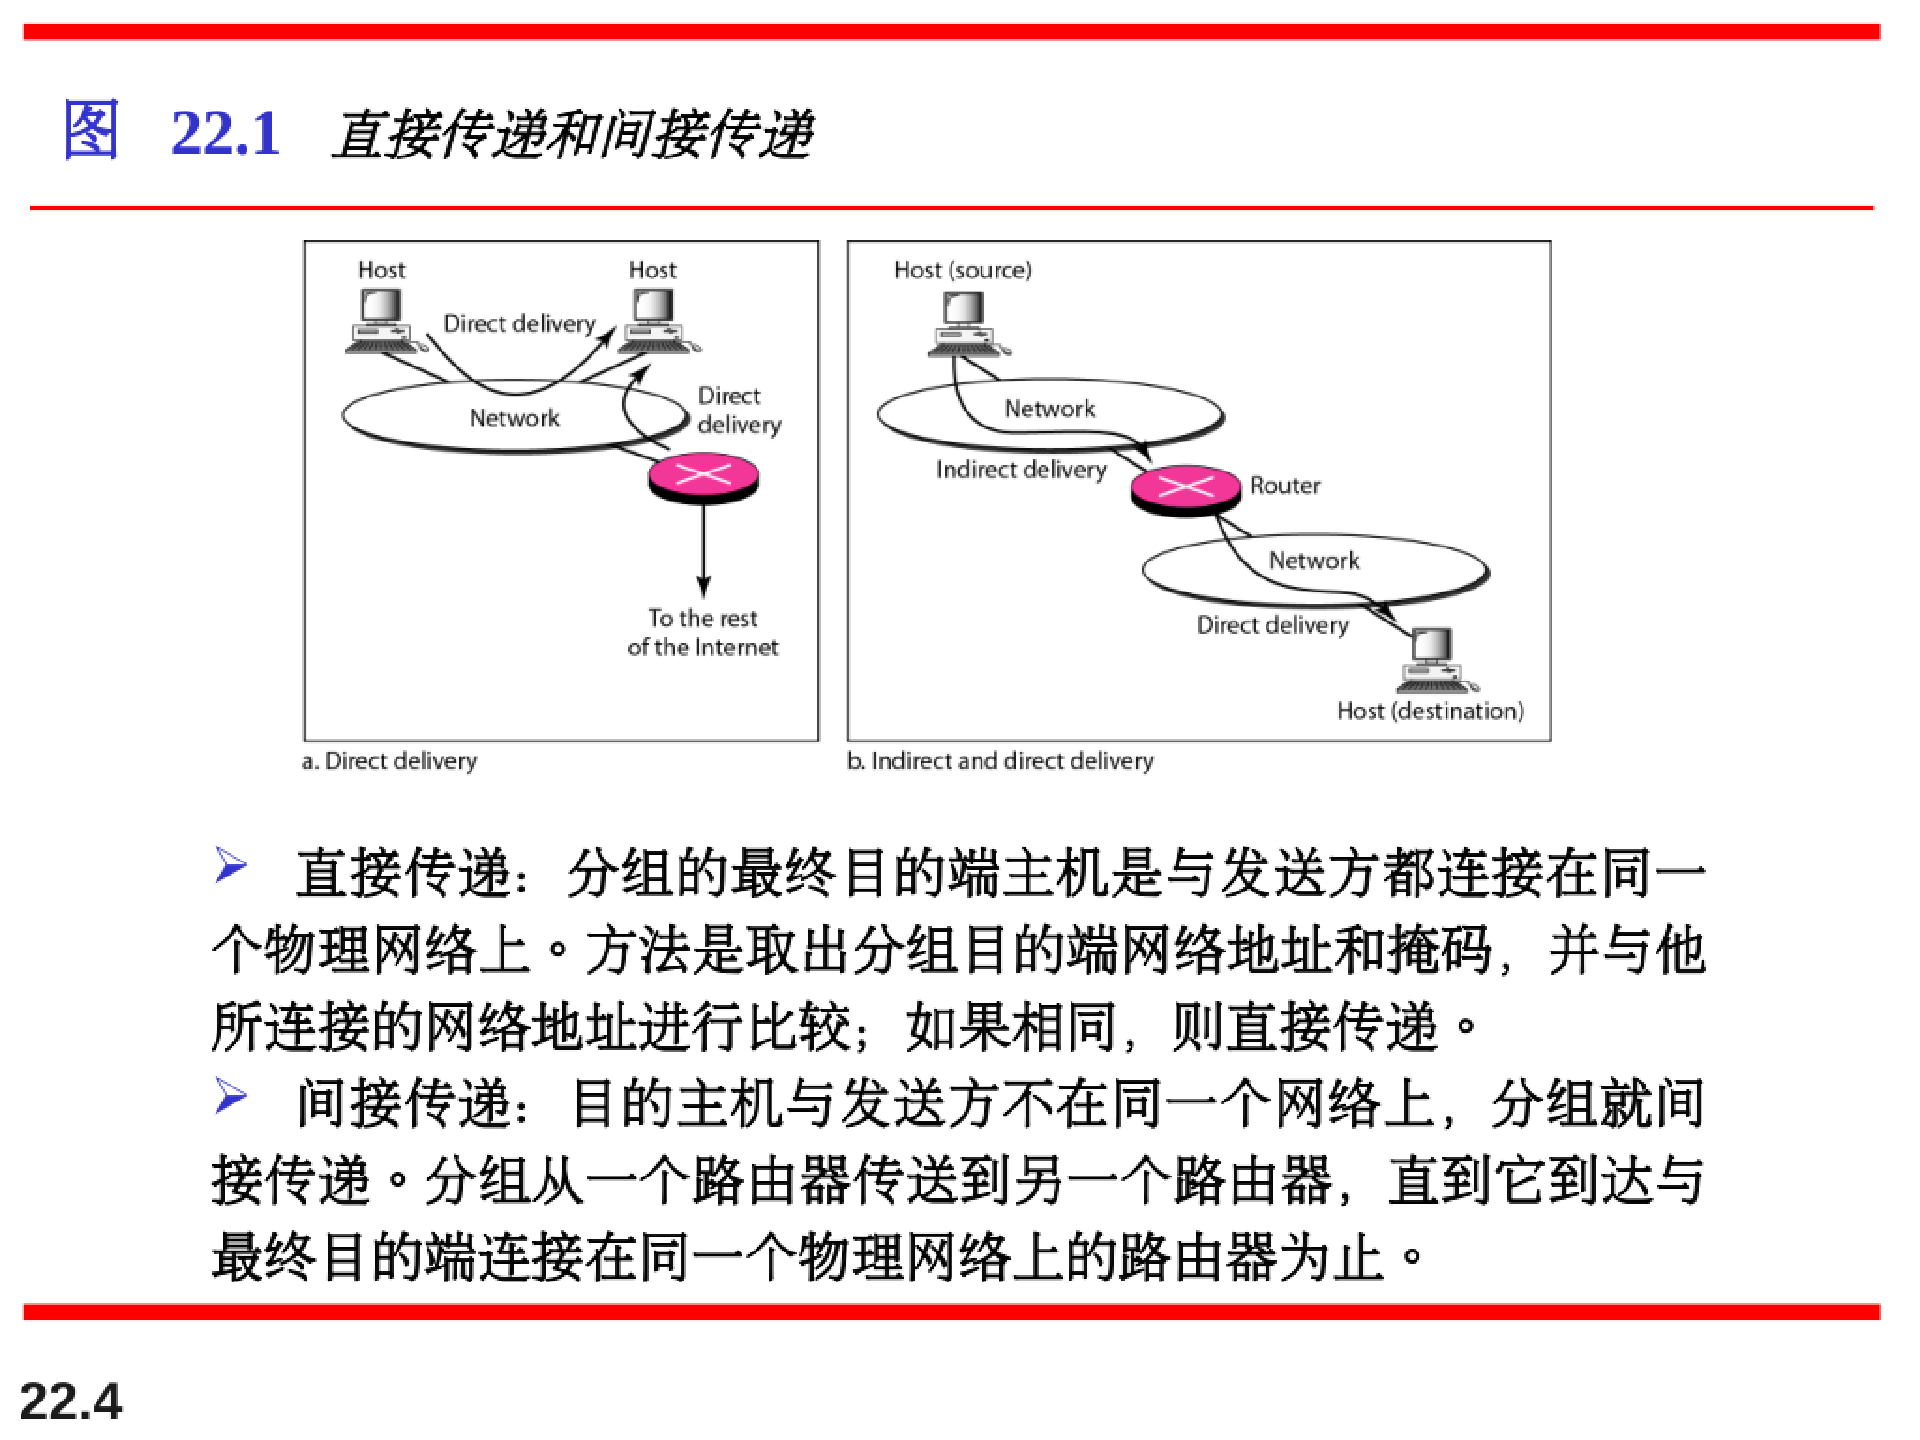 图 22.1 直接传递和间接传递
Host
Host
Direct delivery
Network
Direct
delivery
To the rest
of the Internet
a. Direct delivery
Host (source)
Network
Indirect delivery
Router
Network
Direct delivery
Host (destination)
b. Indirect and direct delivery
➢ 直接传递：分组的最终目的端主机是与发送方都连接在同一
个物理网络上。方法是取出分组目的端网络地址和掩码，并与他
所连接的网络地址进行比较；如果相同，则直接传递。
➢ 间接传递：目的主机与发送方不在同一个网络上，分组就间
接传递。分组从一个路由器传送到另一个路由器，直到它到达与
最终目的端连接在同一个物理网络上的路由器为止。
22.4